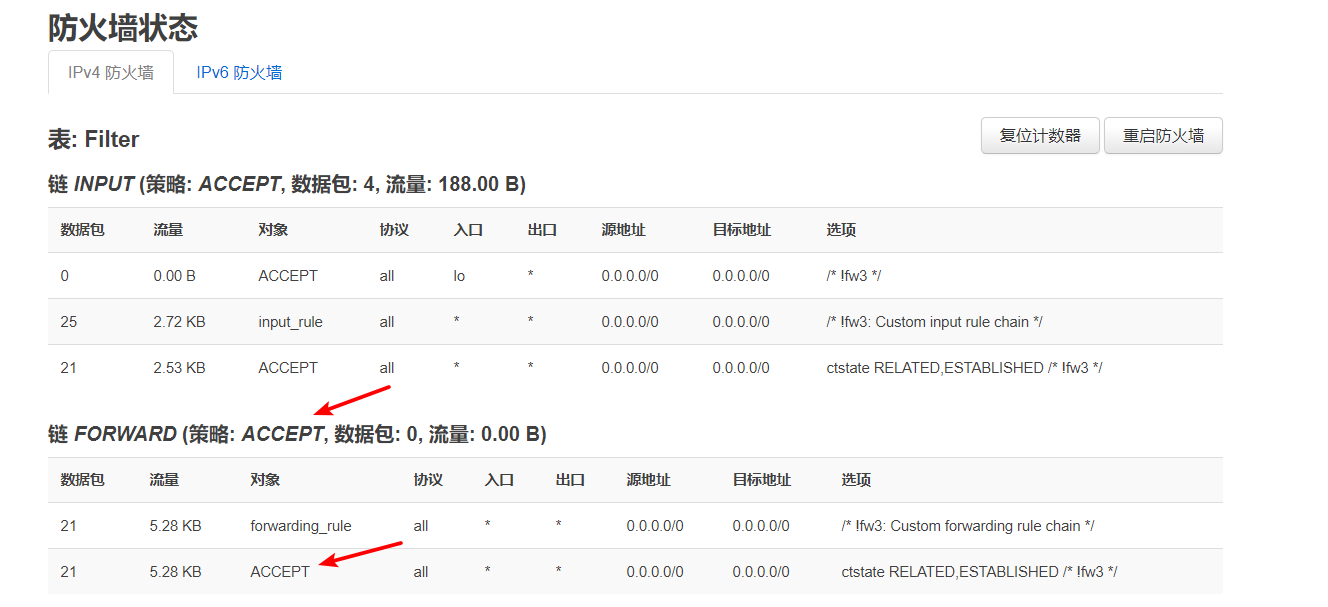 防火墙状态
IPv4 防火墙 IPv6 防火墙
表: Filter 复位计数器 重启防火墙
链 INPUT (策略: ACCEPT, 数据包: 4, 流量: 188.00 B)
数据包 流量 对象 协议 入口 出口 源地址 目标地址 选项
0 0.00 B ACCEPT all lo * 0.0.0.0/0 0.0.0.0/0 /* !fw3 */
25 2.72 KB input_rule all * * 0.0.0.0/0 0.0.0.0/0 /* !fw3: Custom input rule chain */
21 2.53 KB ACCEPT all * * 0.0.0.0/0 0.0.0.0/0 ctstate RELATED,ESTABLISHED /* !fw3 */
链 FORWARD (策略: ACCEPT, 数据包: 0, 流量: 0.00 B)
数据包 流量 对象 协议 入口 出口 源地址 目标地址 选项
21 5.28 KB forwarding_rule all * * 0.0.0.0/0 0.0.0.0/0 /* !fw3: Custom forwarding rule chain */
21 5.28 KB ACCEPT all * * 0.0.0.0/0 0.0.0.0/0 ctstate RELATED,ESTABLISHED /* !fw3 */